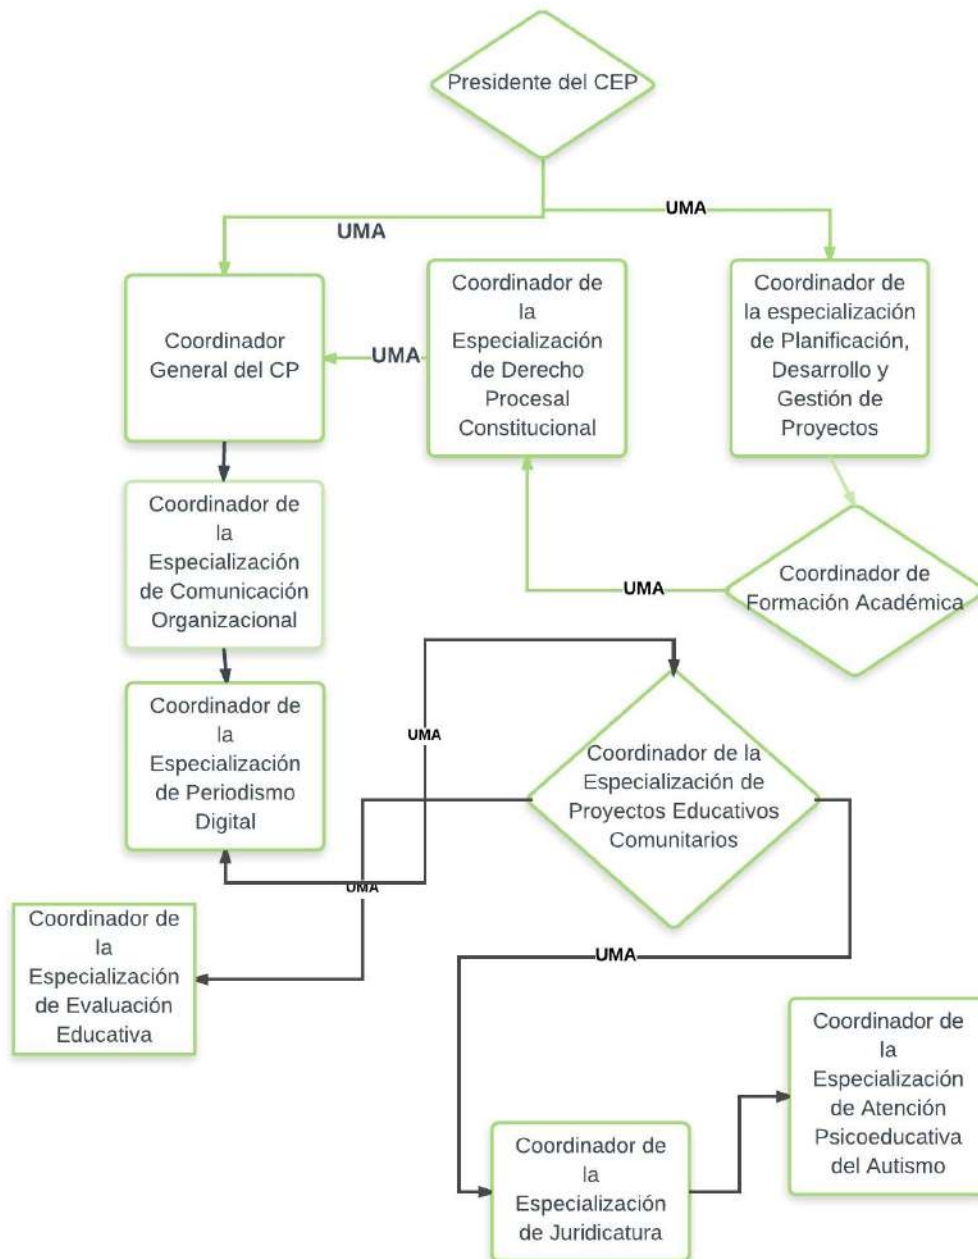 Presidente del CEP
UMA
UMA
Coordinador
General del CP
UMA
Coordinador de
la
Especialización
de Derecho
Procesal
Constitucional
Coordinador de
la especialización
de Planificación,
Desarrollo y
Gestión de
Proyectos
Coordinador de
la
Especialización
de Comunicación
Organizacional
UMA
Coordinador de
Formación Académica
Coordinador de
la
Especialización
de Periodismo
Digital
UMA
Coordinador de la
Especialización de
Proyectos Educativos
Comunitarios
UMA
Coordinador de
la
Especialización
de Evaluación
Educativa
UMA
Coordinador de
la
Especialización
de Atención
Psicoeducativa
del Autismo
Coordinador de
la
Especialización
de Juridicatura